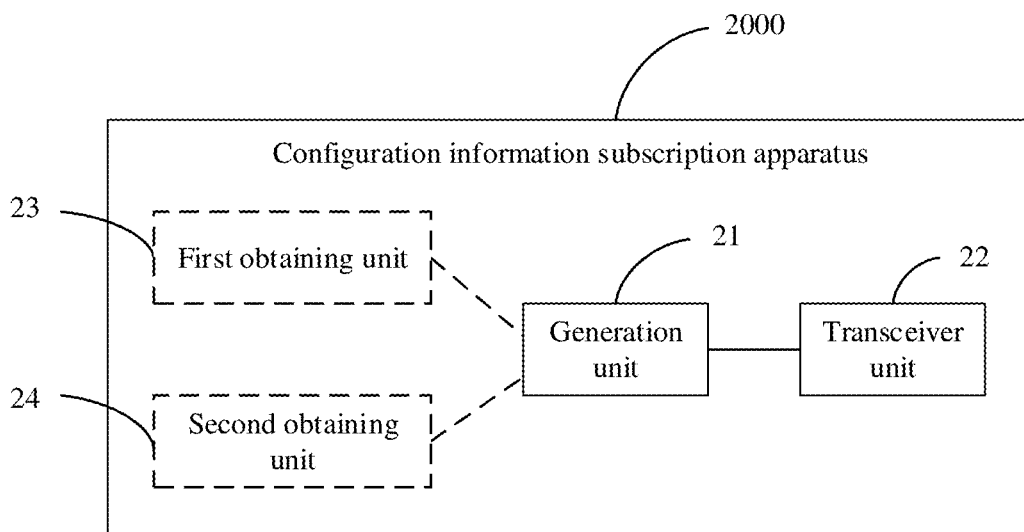 2000
Configuration information subscription apparatus
23
First obtaining unit
21
22
Generation
unit
Transceiver
unit
24
Second obtaining
unit